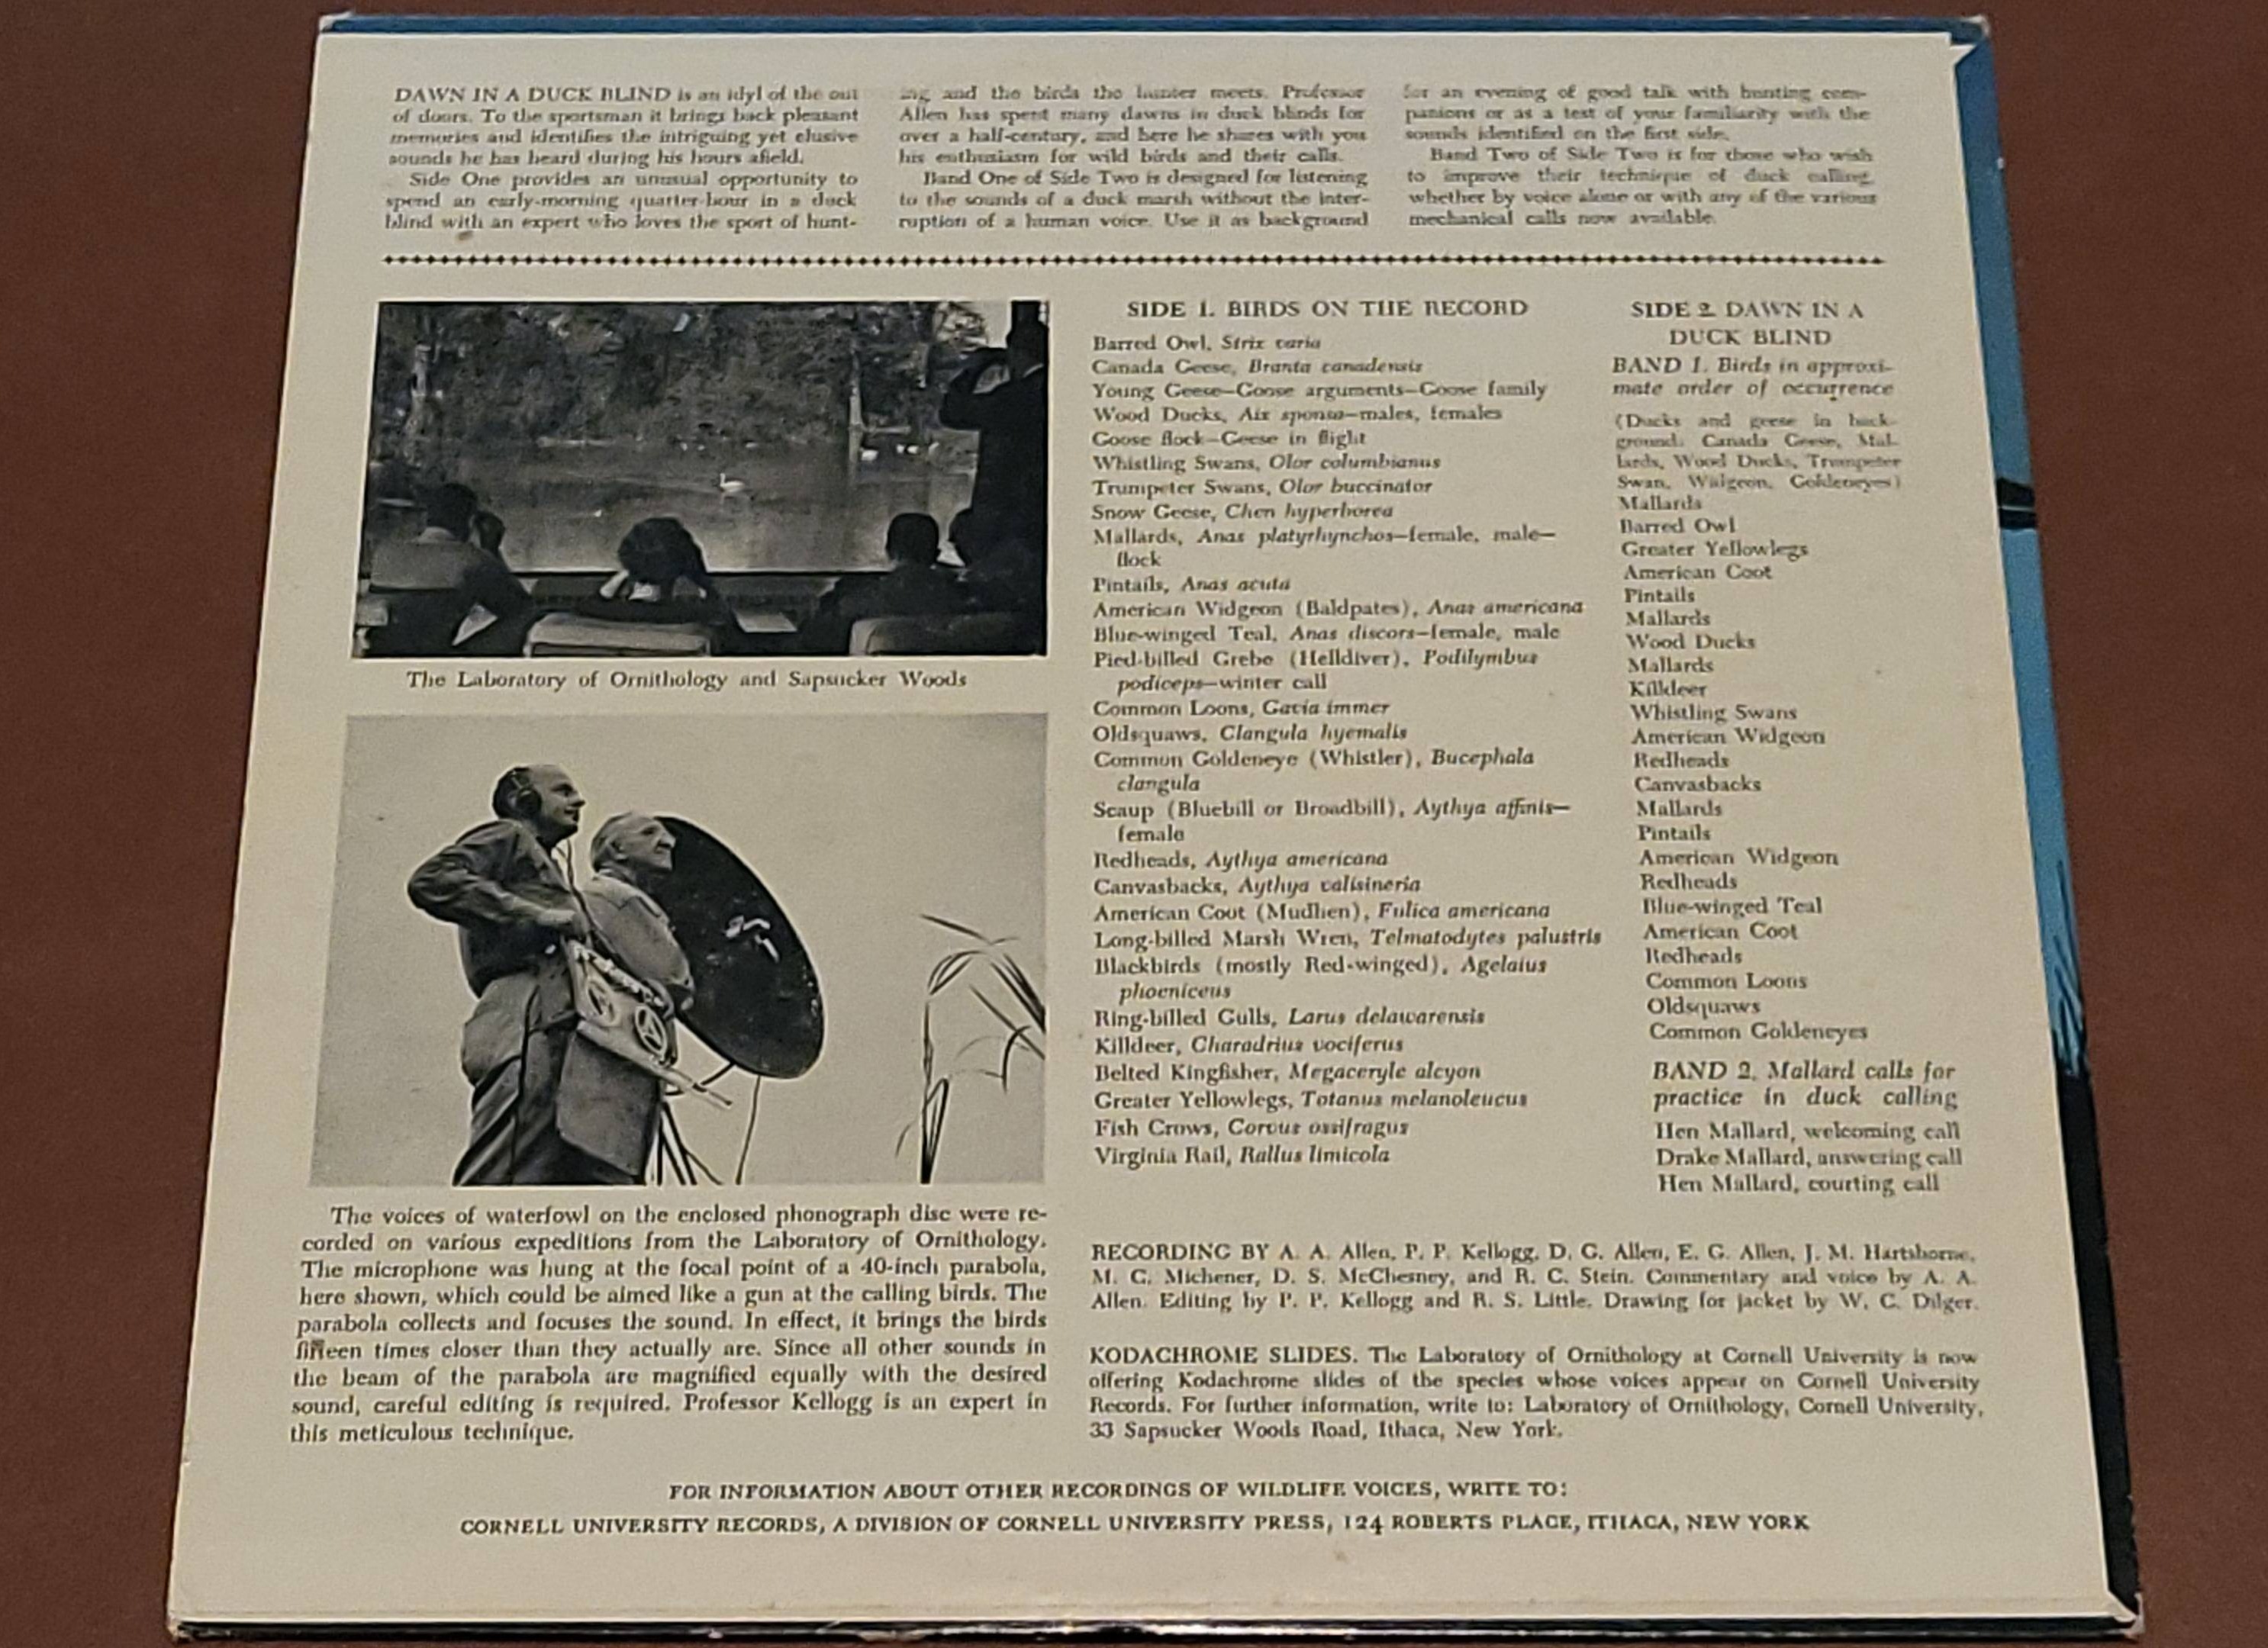 DAWN IN A DUCK BLIND is an idyl of the out
of doors. To the sportsman it brings back pleasant
memories and identifies the intriguing yet elusive
sounds he has heard during his hours afield.
Side One provides an unusual opportunity to
spend an early-morning quarter-hour in a duck
blind with an expert who loves the sport of hunt-
ing and the birds the hunter meets. Professor
Allen has spent many dawns in duck blinds for
over a half-century, and here he shares with you
his enthusiasm for wild birds and their calls.
Band One of Side Two is designed for listening
to the sounds of a duck marsh without the inter-
ruption of a human voice. Use it as background
for an evening of good talk with hunting com-
panions or as a test of your familiarity with the
sounds identified on the first side.
Band Two of Side Two is for those who wish
to improve their technique of duck calling,
whether by voice alone or with any of the various
mechanical calls now available.
The Laboratory of Ornithology and Sapsucker Woods
The voices of waterfowl on the enclosed phonograph disc were re-
corded on various expeditions from the Laboratory of Ornithology.
The microphone was hung at the focal point of a 40-inch parabola,
here shown, which could be aimed like a gun at the calling birds. The
parabola collects and focuses the sound. In effect, it brings the birds
fifteen times closer than they actually are. Since all other sounds in
the beam of the parabola are magnified equally with the desired
sound, careful editing is required. Professor Kellogg is an expert in
this meticulous technique.
SIDE 1. BIRDS ON THE RECORD
Barred Owl, Strix varia
Canada Geese, Branta canadensis
Young Geese—Goose arguments—Goose family
Wood Ducks, Aix sponsa—males, females
Goose flock—Geese in flight
Whistling Swans, Olor columbianus
Trumpeter Swans, Olor buccinator
Snow Geese, Chen hyperborea
Mallards, Anas platyrhynchos—female, male—
flock
Pintails, Anas acuta
American Widgeon (Baldpates), Anas americana
Blue-winged Teal, Anas discors—female, male
Pied-billed Grebe (Helldiver), Podilymbus
podiceps—winter call
Common Loons, Gavia immer
Oldsquaws, Clangula hyemalis
Common Goldeneye (Whistler), Bucephala
clangula
Scaup (Bluebill or Broadbill), Aythya affinis—
female
Redheads, Aythya americana
Canvasbacks, Aythya valisineria
American Coot (Mudhen), Fulica americana
Long-billed Marsh Wren, Telmatodytes palustris
Blackbirds (mostly Red-winged), Agelaius
phoeniceus
Ring-billed Gulls, Larus delawarensis
Killdeer, Charadrius vociferus
Belted Kingfisher, Megaceryle alcyon
Greater Yellowlegs, Totanus melanoleucus
Fish Crows, Corvus ossifragus
Virginia Rail, Rallus limicola
SIDE 2. DAWN IN A
DUCK BLIND
BAND 1. Birds in approxi-
mate order of occurrence
(Ducks and geese in back-
ground: Canada Geese, Mal-
lards, Wood Ducks, Trumpeter
Swan, Widgeon, Goldeneyes)
Mallards
Barred Owl
Greater Yellowlegs
American Coot
Pintails
Mallards
Wood Ducks
Mallards
Killdeer
Whistling Swans
American Widgeon
Redheads
Canvasbacks
Mallards
Pintails
American Widgeon
Redheads
Blue-winged Teal
American Coot
Redheads
Common Loons
Oldsquaws
Common Goldeneyes
BAND 2. Mallard calls for
practice in duck calling
Hen Mallard, welcoming call
Drake Mallard, answering call
Hen Mallard, courting call
RECORDING BY A. A. Allen, P. P. Kellogg, D. G. Allen, E. G. Allen, J. M. Hartshorne,
M. C. Michener, D. S. McChesney, and R. C. Stein. Commentary and voice by A. A.
Allen. Editing by P. P. Kellogg and R. S. Little. Drawing for jacket by W. C. Dilger.
KODACHROME SLIDES. The Laboratory of Ornithology at Cornell University is now
offering Kodachrome slides of the species whose voices appear on Cornell University
Records. For further information, write to: Laboratory of Ornithology, Cornell University,
33 Sapsucker Woods Road, Ithaca, New York.
FOR INFORMATION ABOUT OTHER RECORDINGS OF WILDLIFE VOICES, WRITE TO:
CORNELL UNIVERSITY RECORDS, A DIVISION OF CORNELL UNIVERSITY PRESS, 124 ROBERTS PLACE, ITHACA, NEW YORK